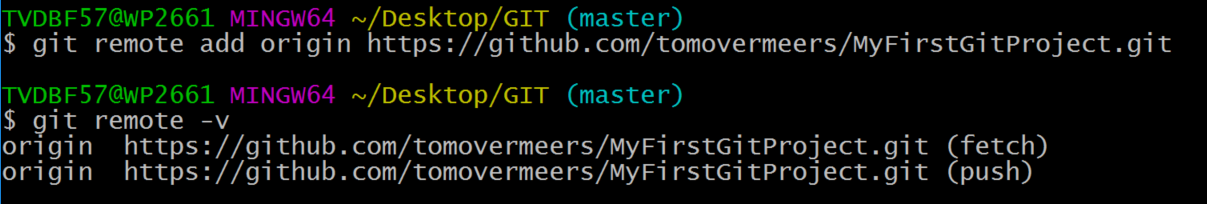 TVDBF57@WP2661 MINGW64 ~/Desktop/GIT (master)
$ git remote add origin https://github.com/tomovermeers/MyFirstGitProject.git
TVDBF57@WP2661 MINGW64 ~/Desktop/GIT (master)
$ git remote -v
origin  https://github.com/tomovermeers/MyFirstGitProject.git (fetch)
origin  https://github.com/tomovermeers/MyFirstGitProject.git (push)